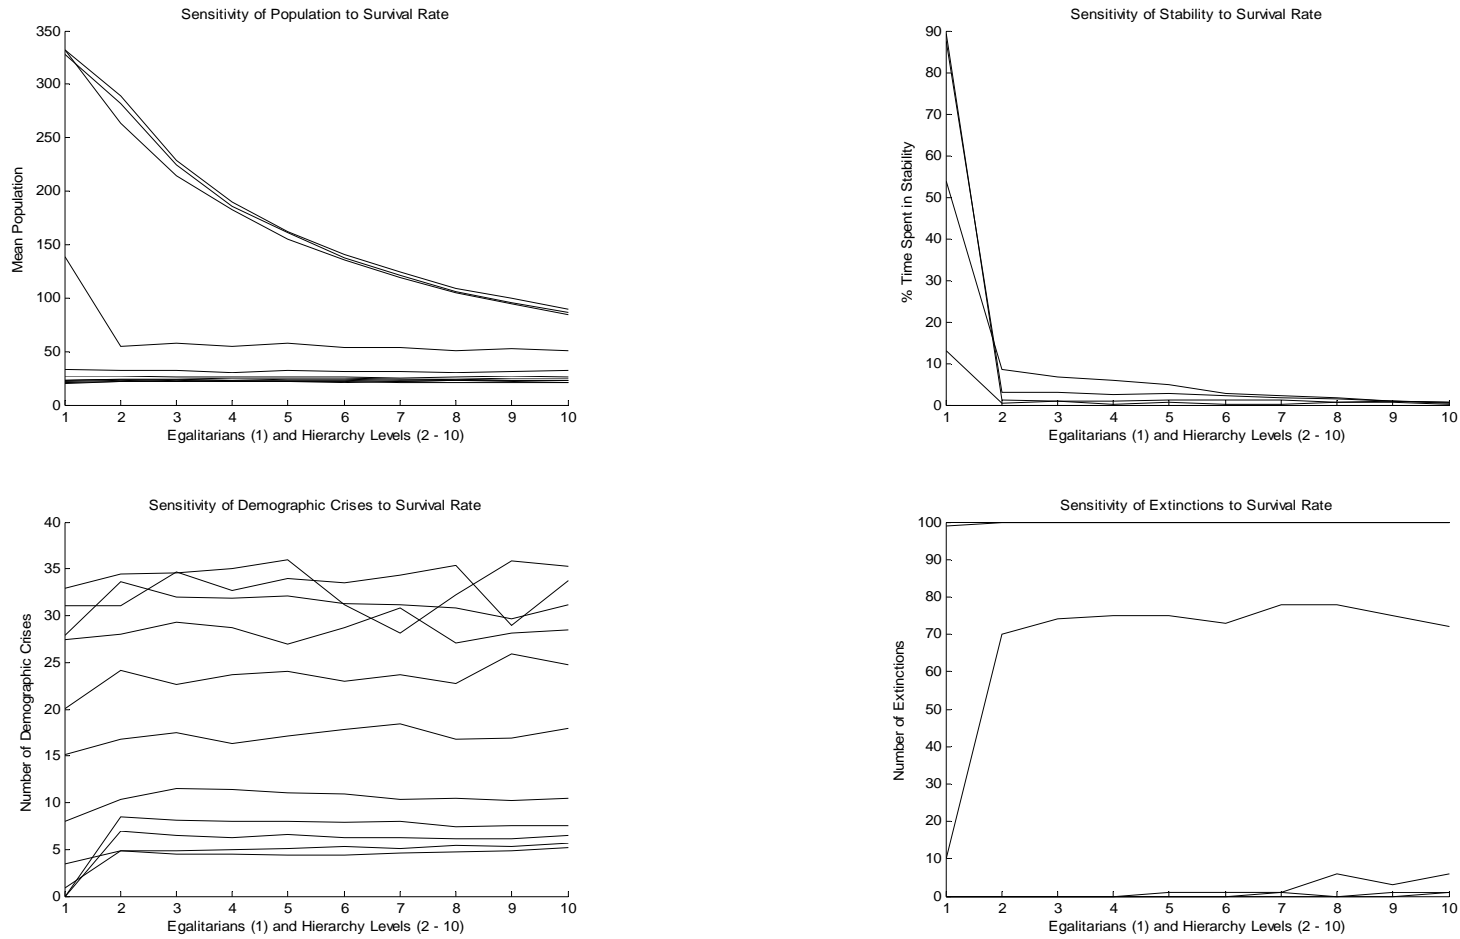 Sensitivity of Population to Survival Rate
350
300
250
200
150
100
50
0
Mean Population
1 2 3 4 5 6 7 8 9 10
Egalitarians (1) and Hierarchy Levels (2 - 10)
Sensitivity of Stability to Survival Rate
90
80
70
60
50
40
30
20
10
0
% Time Spent in Stability
1 2 3 4 5 6 7 8 9 10
Egalitarians (1) and Hierarchy Levels (2 - 10)
Sensitivity of Demographic Crises to Survival Rate
40
35
30
25
20
15
10
5
0
Number of Demographic Crises
1 2 3 4 5 6 7 8 9 10
Egalitarians (1) and Hierarchy Levels (2 - 10)
Sensitivity of Extinctions to Survival Rate
100
90
80
70
60
50
40
30
20
10
0
Number of Extinctions
1 2 3 4 5 6 7 8 9 10
Egalitarians (1) and Hierarchy Levels (2 - 10)